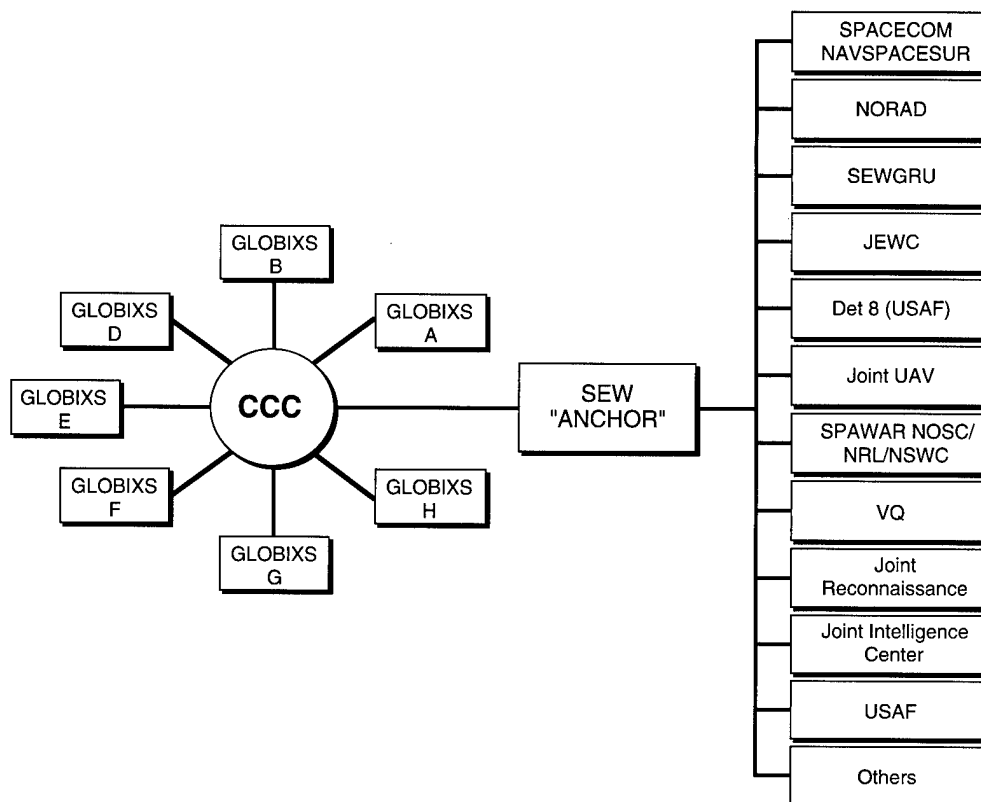 GLOBIXS
B
GLOBIXS
D
GLOBIXS
A
GLOBIXS
E
CCC
GLOBIXS
F
GLOBIXS
H
GLOBIXS
G
SEW
"ANCHOR"
SPACECOM
NAVSPACESUR
NORAD
SEWGRU
JEWC
Det 8 (USAF)
Joint UAV
SPAWAR NOSC/
NRL/NSWC
VQ
Joint
Reconnaissance
Joint Intelligence
Center
USAF
Others